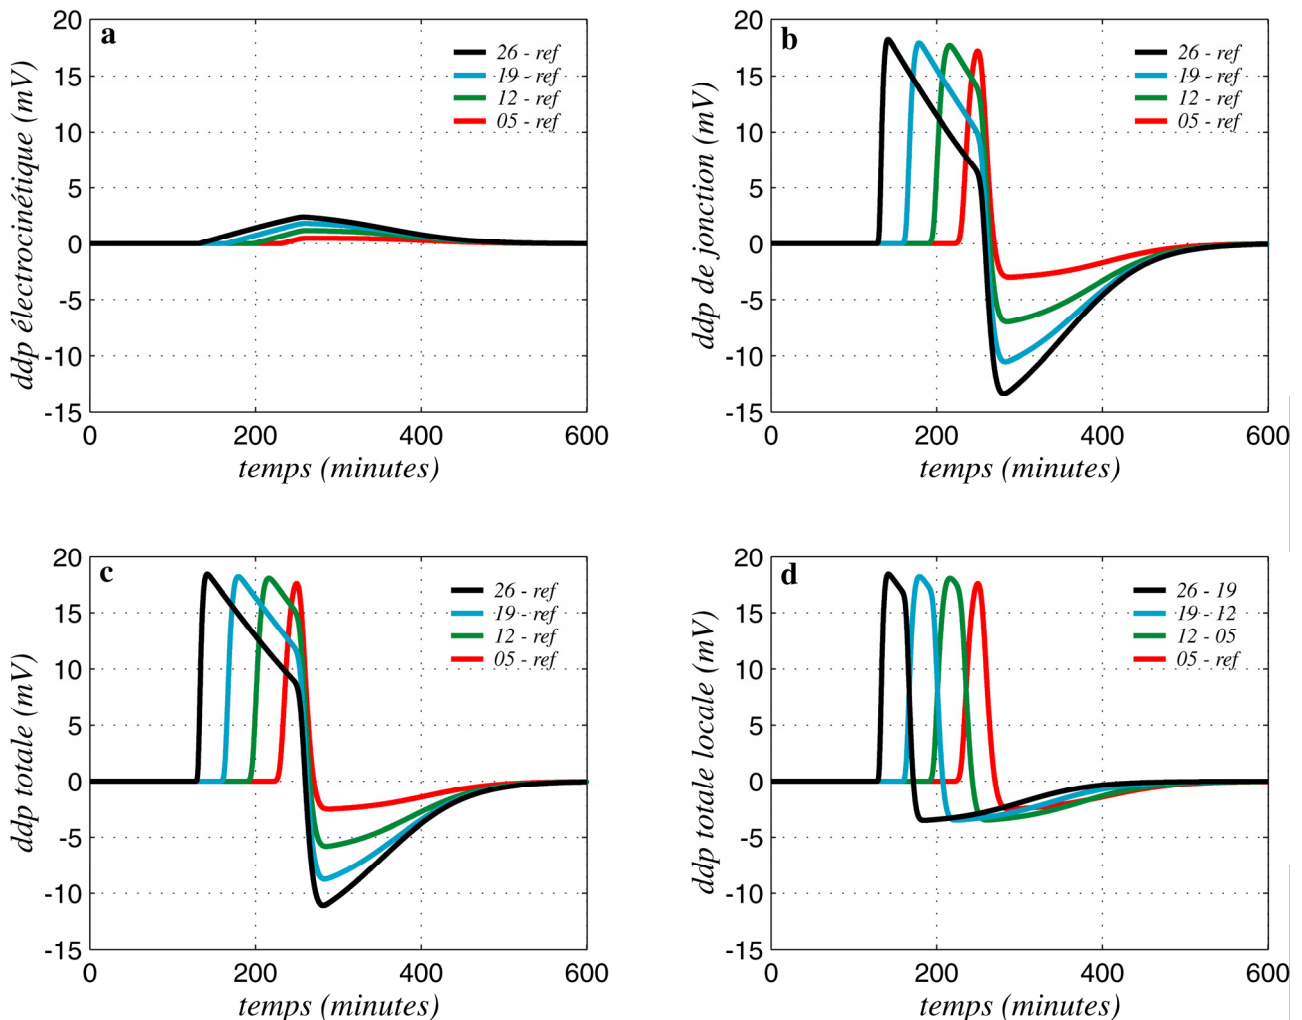 a
20
15
10
5
0
-5
-10
-15
0 200 400 600
ddp électrocinétique (mV)
temps (minutes)
26 - ref
19 - ref
12 - ref
05 - ref
b
20
15
10
5
0
-5
-10
-15
0 200 400 600
ddp de jonction (mV)
temps (minutes)
26 - ref
19 - ref
12 - ref
05 - ref
c
20
15
10
5
0
-5
-10
-15
0 200 400 600
ddp totale (mV)
temps (minutes)
26 - ref
19 - ref
12 - ref
05 - ref
d
20
15
10
5
0
-5
-10
-15
0 200 400 600
ddp totale locale (mV)
temps (minutes)
26 - 19
19 - 12
12 - 05
05 - ref